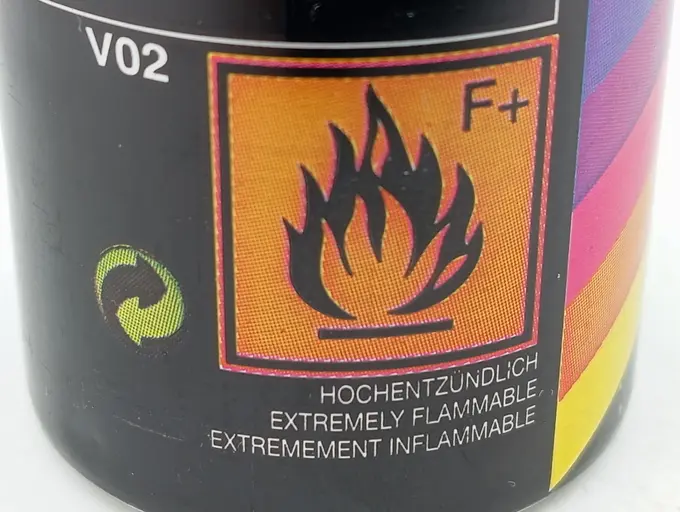 V02
F+
HOCHENTZÜNDLICH
EXTREMELY FLAMMABLE
EXTREMEMENT INFLAMMABLE